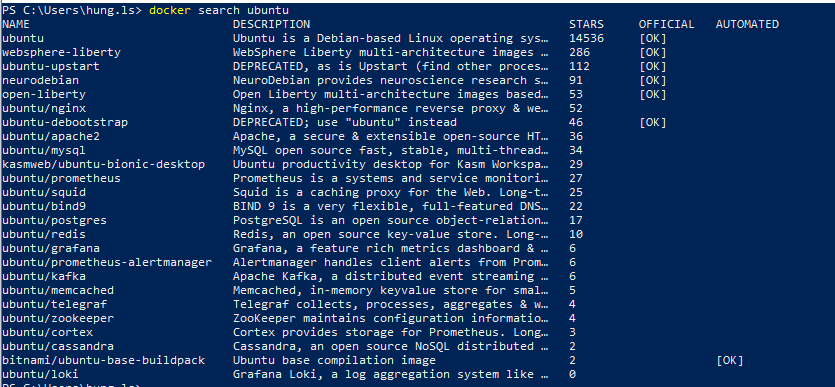 PS C:\Users\hung.ls> docker search ubuntu
NAME DESCRIPTION STARS OFFICIAL AUTOMATED
ubuntu Ubuntu is a Debian-based Linux operating sys… 14536 [OK]
websphere-liberty WebSphere Liberty multi-architecture images … 286 [OK]
ubuntu-upstart DEPRECATED, as is Upstart (find other proces… 112 [OK]
neurodebian NeuroDebian provides neuroscience research s… 91 [OK]
open-liberty Open Liberty multi-architecture images based… 53 [OK]
ubuntu/nginx Nginx, a high-performance reverse proxy & we… 52
ubuntu-debootstrap DEPRECATED; use "ubuntu" instead 46 [OK]
ubuntu/apache2 Apache, a secure & extensible open-source HT… 36
ubuntu/mysql MySQL open source fast, stable, multi-thread… 34
kasmweb/ubuntu-bionic-desktop Ubuntu productivity desktop for Kasm Workspa… 29
ubuntu/prometheus Prometheus is a systems and service monitori… 27
ubuntu/squid Squid is a caching proxy for the Web. Long-t… 25
ubuntu/bind9 BIND 9 is a very flexible, full-featured DNS… 22
ubuntu/postgres PostgreSQL is an open source object-relation… 17
ubuntu/redis Redis, an open source key-value store. Long-… 10
ubuntu/grafana Grafana, a feature rich metrics dashboard & … 6
ubuntu/prometheus-alertmanager Alertmanager handles client alerts from Prom… 6
ubuntu/kafka Apache Kafka, a distributed event streaming … 6
ubuntu/memcached Memcached, in-memory keyvalue store for smal… 5
ubuntu/telegraf Telegraf collects, processes, aggregates & w… 4
ubuntu/zookeeper ZooKeeper maintains configuration informatio… 4
ubuntu/cortex Cortex provides storage for Prometheus. Long… 3
ubuntu/cassandra Cassandra, an open source NoSQL distributed … 2
bitnami/ubuntu-base-buildpack Ubuntu base compilation image 2 [OK]
ubuntu/loki Grafana Loki, a log aggregation system like … 0
PS C:\Users\hung.ls>